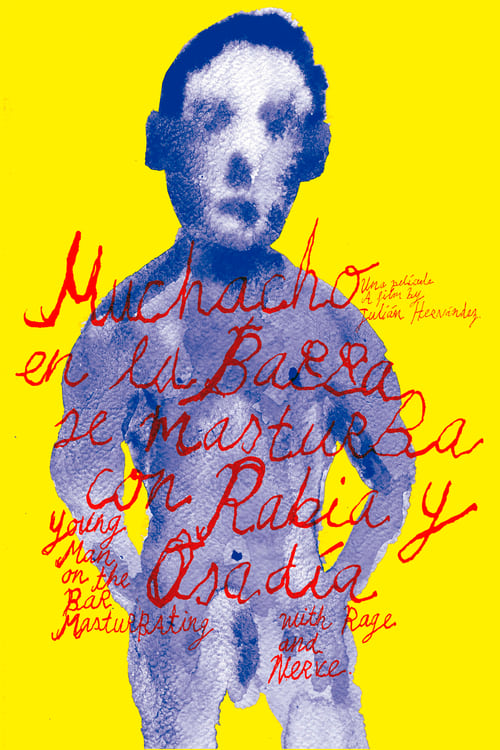 Muchacho
en la Barra
se masturba
con Rabia y
Osadía
Una película
A film by
Julián Hernández.
Young
Man
on the
Bar
Masturbating
with Rage
and
Nerve